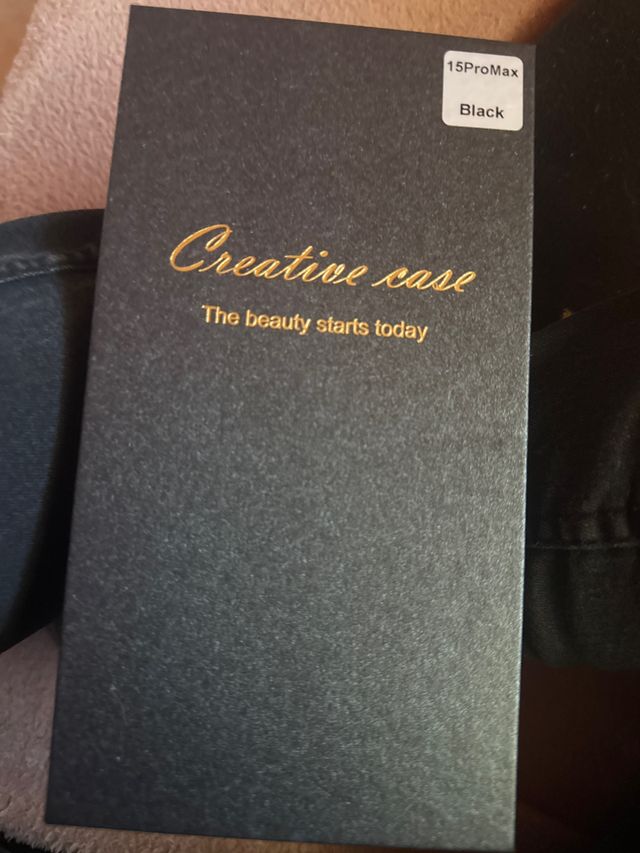 15ProMax
Black
Creative case
The beauty starts today